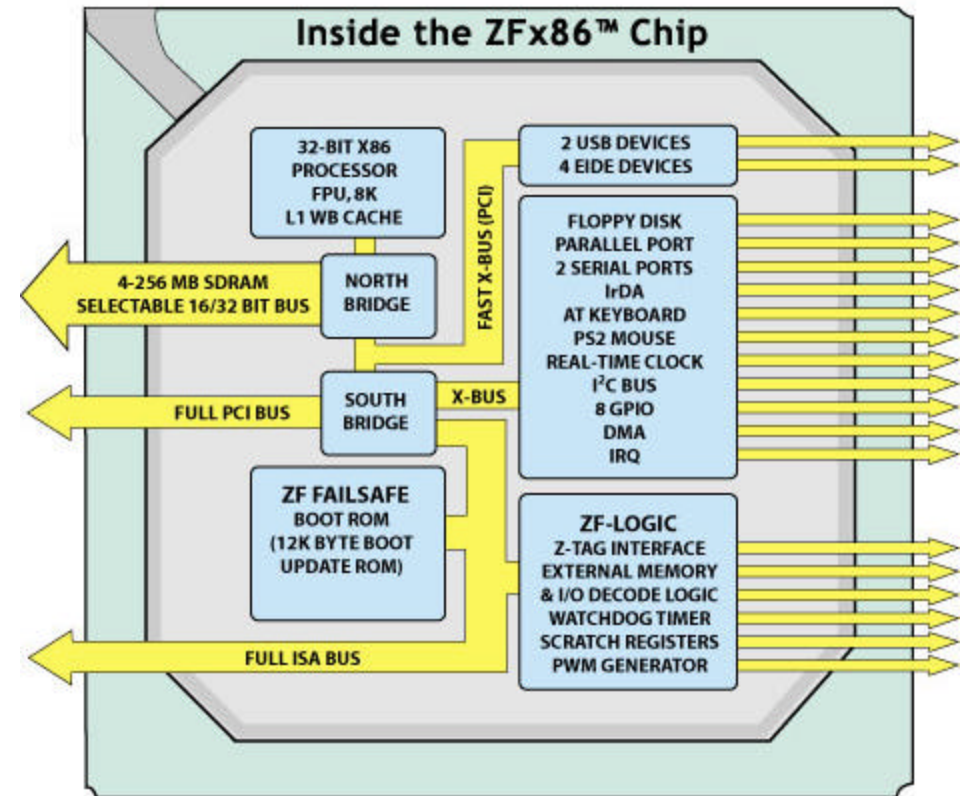 Inside the ZFx86™ Chip
32-BIT X86
PROCESSOR
FPU, 8K
L1 WB CACHE
2 USB DEVICES
4 EIDE DEVICES
FAST X-BUS (PCI)
4-256 MB SDRAM
SELECTABLE 16/32 BIT BUS
NORTH
BRIDGE
FLOPPY DISK
PARALLEL PORT
2 SERIAL PORTS
IrDA
AT KEYBOARD
PS2 MOUSE
REAL-TIME CLOCK
I²C BUS
8 GPIO
DMA
IRQ
FULL PCI BUS
SOUTH
BRIDGE
X-BUS
ZF FAILSAFE
BOOT ROM
(12K BYTE BOOT
UPDATE ROM)
ZF-LOGIC
Z-TAG INTERFACE
EXTERNAL MEMORY
& I/O DECODE LOGIC
WATCHDOG TIMER
SCRATCH REGISTERS
PWM GENERATOR
FULL ISA BUS